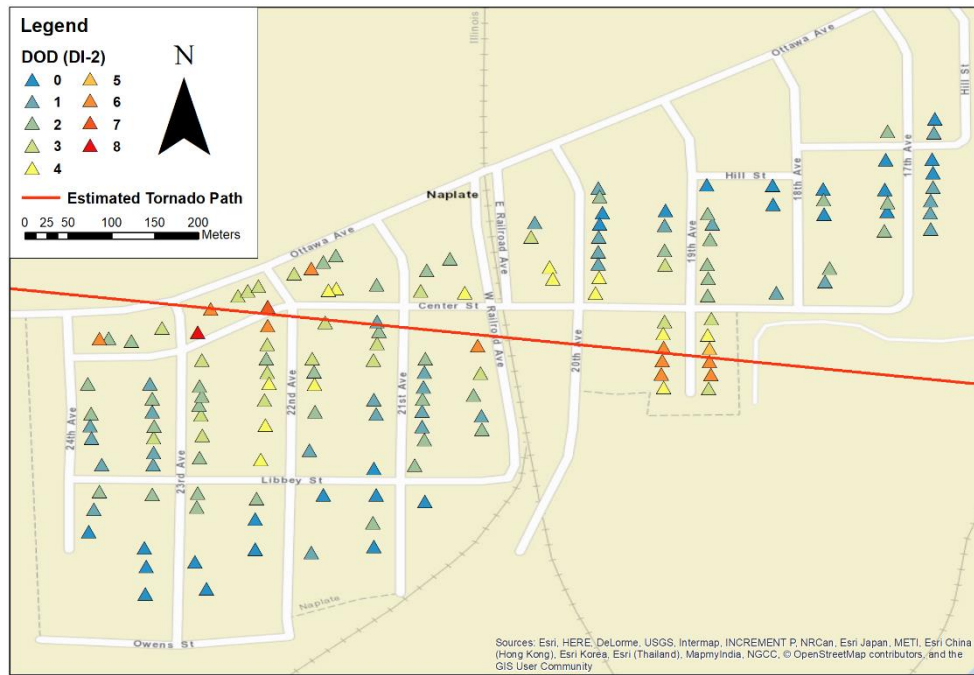 Legend
DOD (DI-2)
N
0
5
1
6
2
7
3
8
4
Estimated Tornado Path
0 25 50 100 150 200
Meters
Illinois
Ottawa Ave
Hill St
Naplate
Hill St
17th Ave
18th Ave
19th Ave
E Railroad Ave
Ottawa Ave
Center St
W Railroad Ave
20th Ave
21st Ave
22nd Ave
24th Ave
23rd Ave
Libbey St
Naplate
Owens St
Sources: Esri, HERE, DeLorme, USGS, Intermap, INCREMENT P, NRCan, Esri Japan, METI, Esri China
(Hong Kong), Esri Korea, Esri (Thailand), MapmyIndia, NGCC, © OpenStreetMap contributors, and the
GIS User Community